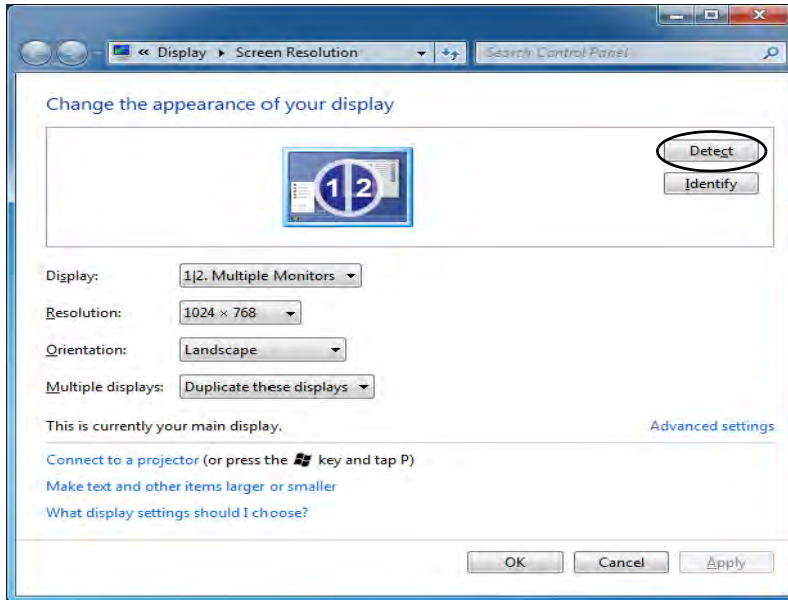 « Display ▸ Screen Resolution
Search Control Panel
Change the appearance of your display
1 2
Detect
Identify
Display: 1|2. Multiple Monitors
Resolution: 1024 × 768
Orientation: Landscape
Multiple displays: Duplicate these displays
This is currently your main display. Advanced settings
Connect to a projector (or press the key and tap P)
Make text and other items larger or smaller
What display settings should I choose?
OK Cancel Apply